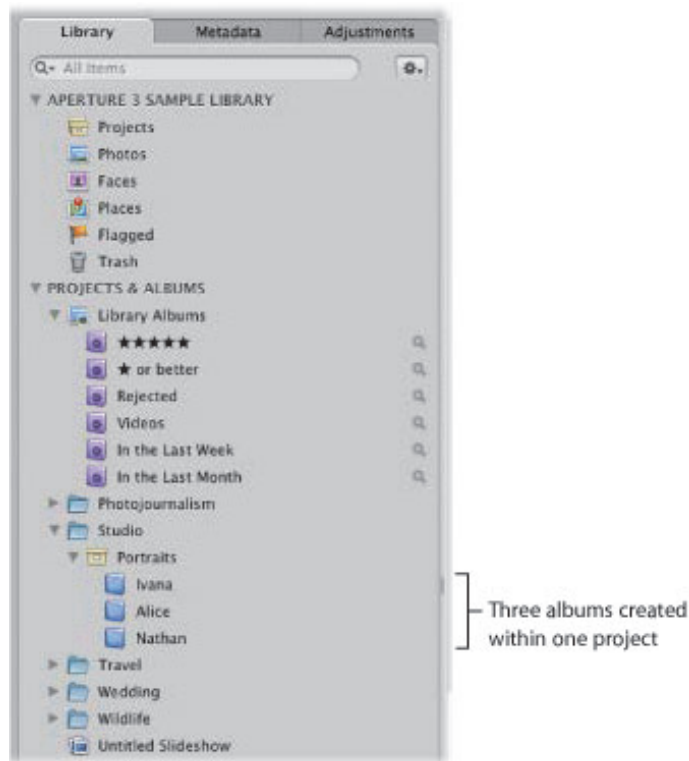 Library Metadata Adjustments
All Items
APERTURE 3 SAMPLE LIBRARY
Projects
Photos
Faces
Places
Flagged
Trash
PROJECTS & ALBUMS
Library Albums
★★★★★
★ or better
Rejected
Videos
In the Last Week
In the Last Month
Photojournalism
Studio
Portraits
Ivana
Alice
Nathan
Travel
Wedding
Wildlife
Untitled Slideshow
Three albums created
within one project